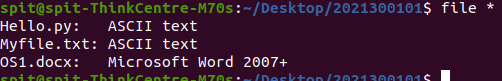 spit@spit-ThinkCentre-M70s:~/Desktop/2021300101$ file *
Hello.py:   ASCII text
Myfile.txt: ASCII text
OS1.docx:   Microsoft Word 2007+
spit@spit-ThinkCentre-M70s:~/Desktop/2021300101$